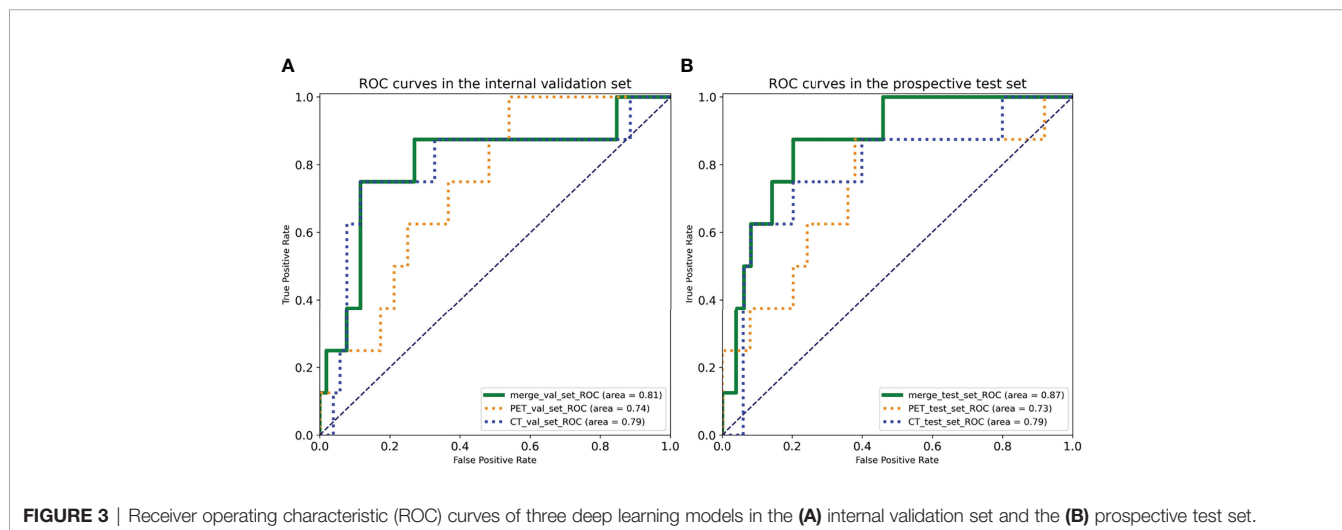 A
ROC curves in the internal validation set
1.0
0.8
0.6
0.4
0.2
0.0
True Positive Rate
0.0 0.2 0.4 0.6 0.8 1.0
False Positive Rate
merge_val_set_ROC (area = 0.81)
PET_val_set_ROC (area = 0.74)
CT_val_set_ROC (area = 0.79)
B
ROC curves in the prospective test set
1.0
0.8
0.6
0.4
0.2
0.0
True Positive Rate
0.0 0.2 0.4 0.6 0.8 1.0
False Positive Rate
merge_test_set_ROC (area = 0.87)
PET_test_set_ROC (area = 0.73)
CT_test_set_ROC (area = 0.79)
FIGURE 3 | Receiver operating characteristic (ROC) curves of three deep learning models in the (A) internal validation set and the (B) prospective test set.